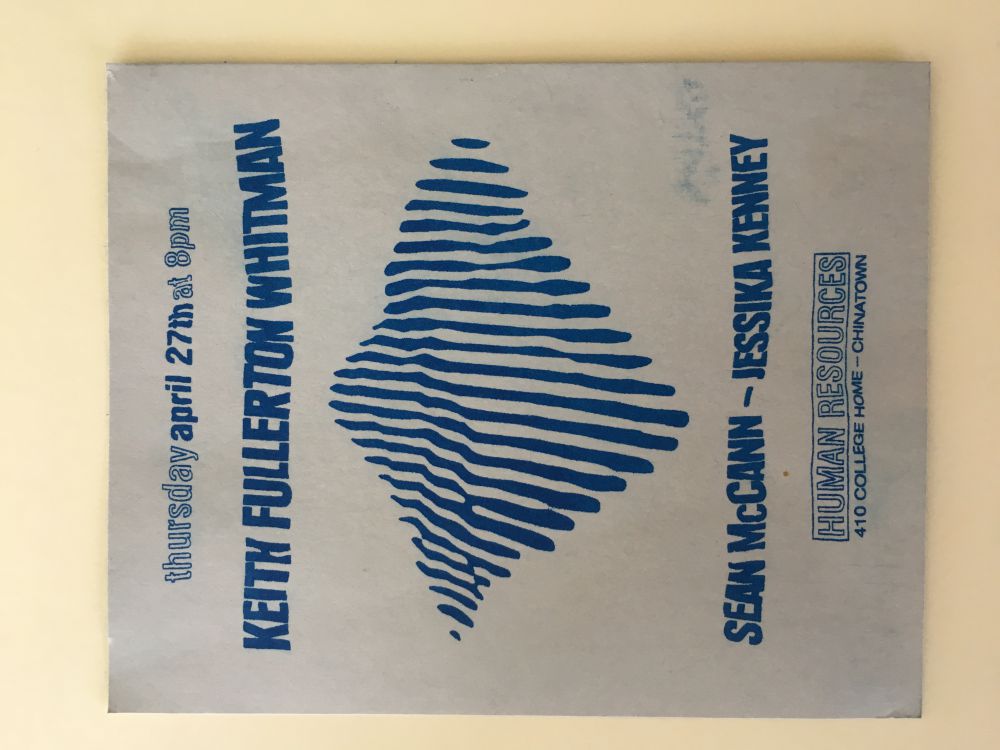 thursday april 27th at 8pm
KEITH FULLERTON WHITMAN
SEAN McCANN – JESSIKA KENNEY
HUMAN RESOURCES
410 COLLEGE HOME – CHINATOWN